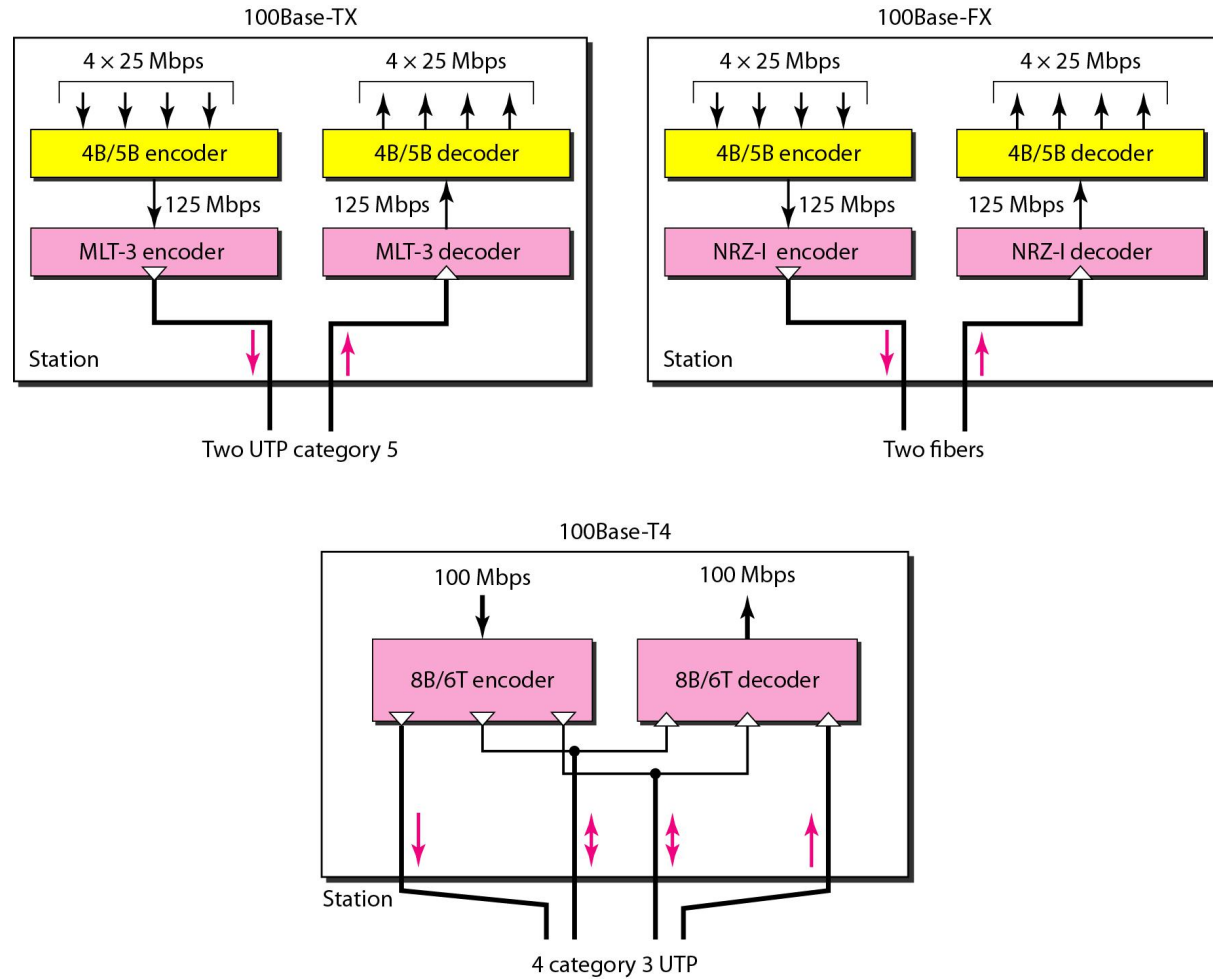 100Base-TX
4 × 25 Mbps
4 × 25 Mbps
4B/5B encoder
4B/5B decoder
125 Mbps
125 Mbps
MLT-3 encoder
MLT-3 decoder
Station
Two UTP category 5
100Base-FX
4 × 25 Mbps
4 × 25 Mbps
4B/5B encoder
4B/5B decoder
125 Mbps
125 Mbps
NRZ-I encoder
NRZ-I decoder
Station
Two fibers
100Base-T4
100 Mbps
100 Mbps
8B/6T encoder
8B/6T decoder
Station
4 category 3 UTP